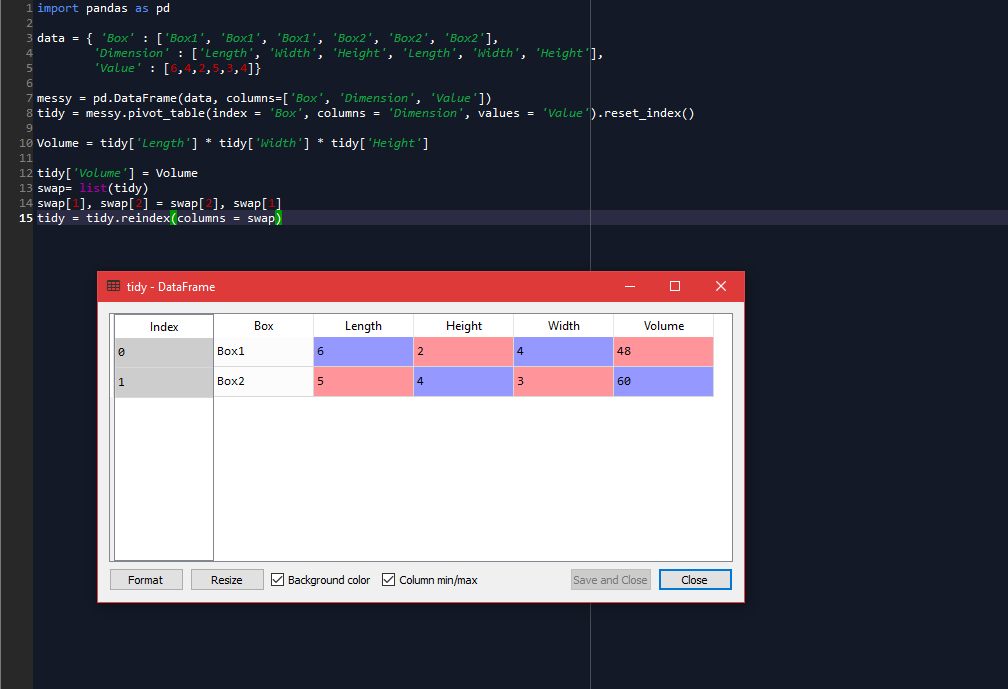 1 import pandas as pd
2
3 data = { 'Box' : ['Box1', 'Box1', 'Box1', 'Box2', 'Box2', 'Box2'],
4         'Dimension' : ['Length', 'Width', 'Height', 'Length', 'Width', 'Height'],
5         'Value' : [6,4,2,5,3,4]}
6
7 messy = pd.DataFrame(data, columns=['Box', 'Dimension', 'Value'])
8 tidy = messy.pivot_table(index = 'Box', columns = 'Dimension', values = 'Value').reset_index()
9
10 Volume = tidy['Length'] * tidy['Width'] * tidy['Height']
11
12 tidy['Volume'] = Volume
13 swap= list(tidy)
14 swap[1], swap[2] = swap[2], swap[1]
15 tidy = tidy.reindex(columns = swap)
tidy - DataFrame
Index Box Length Height Width Volume
0 Box1 6 2 4 48
1 Box2 5 4 3 60
Format Resize Background color Column min/max Save and Close Close